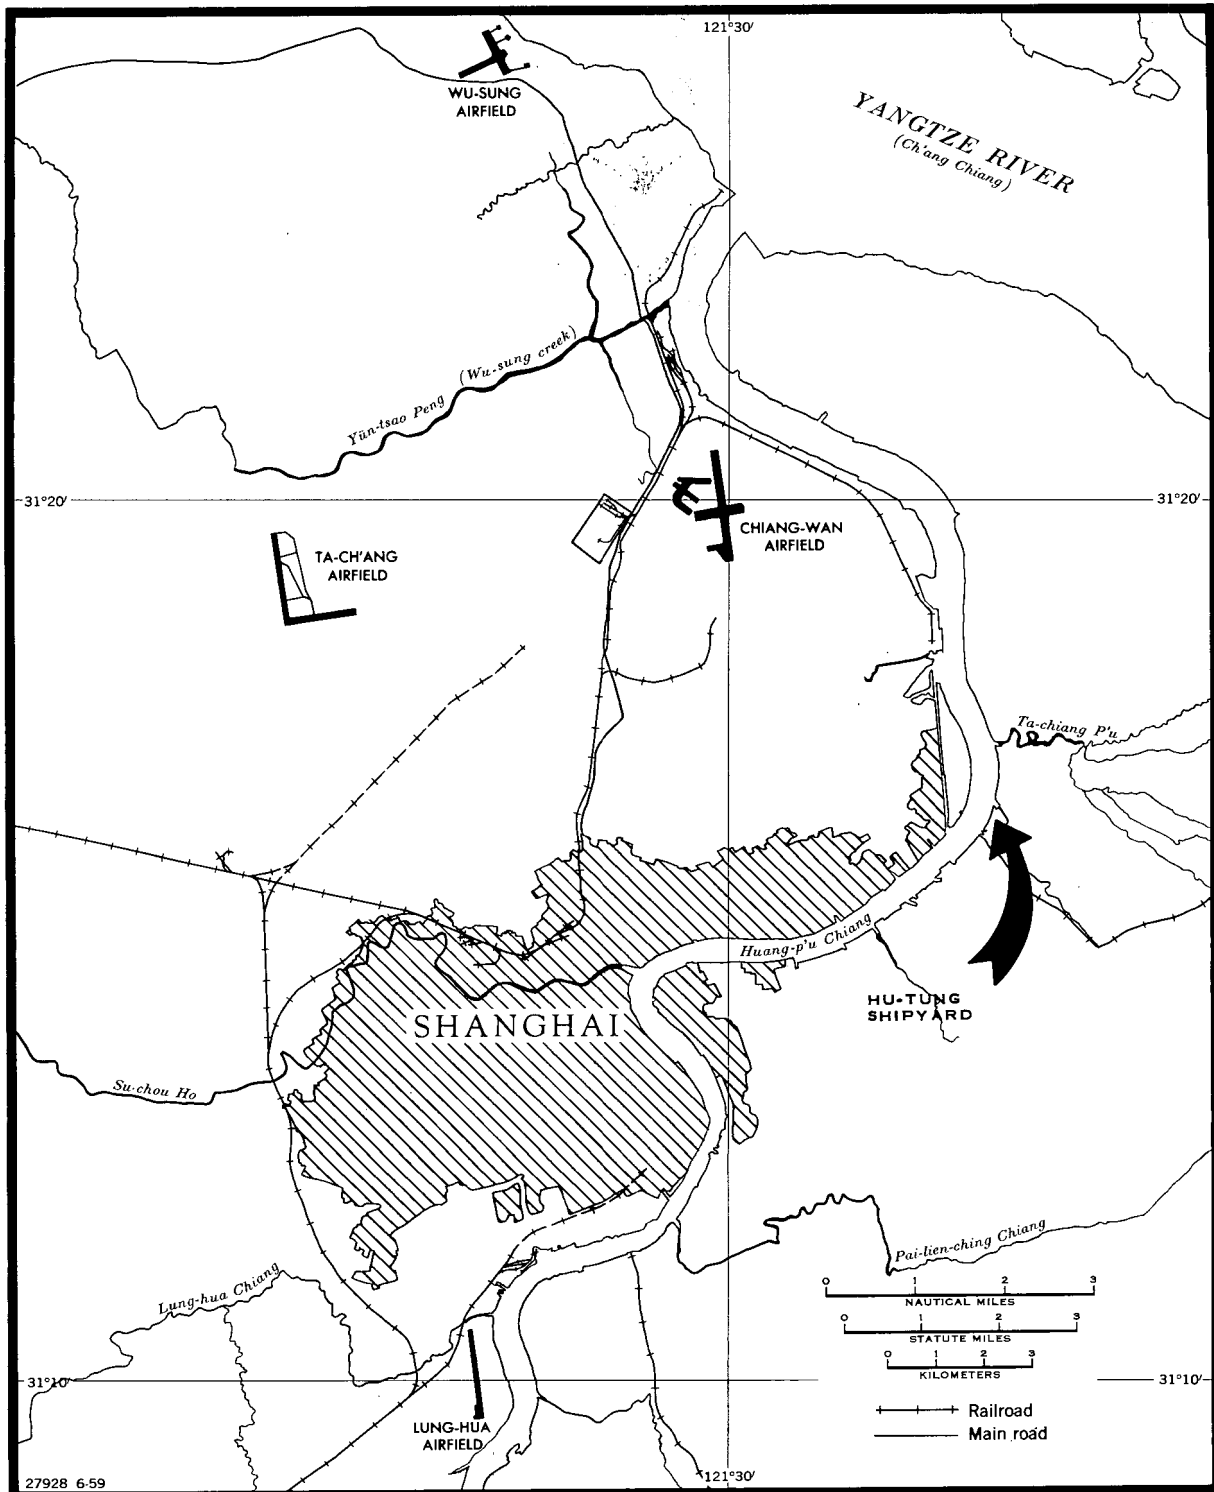 121°30′
WU-SUNG
AIRFIELD
YANGTZE RIVER
(Ch'ang Chiang)
(Wu-sung creek)
Yün-tsao Peng
31°20′
31°20′
CHIANG-WAN
AIRFIELD
TA-CH'ANG
AIRFIELD
Ta-chiang P'u
Huang-p'u Chiang
HU-TUNG
SHIPYARD
SHANGHAI
Su-chou Ho
Pai-lien-ching Chiang
Lung-hua Chiang
0 1 2 3
NAUTICAL MILES
0 1 2 3
STATUTE MILES
0 1 2 3
KILOMETERS
31°10′
31°10′
Railroad
Main road
LUNG-HUA
AIRFIELD
121°30′
27928 6-59